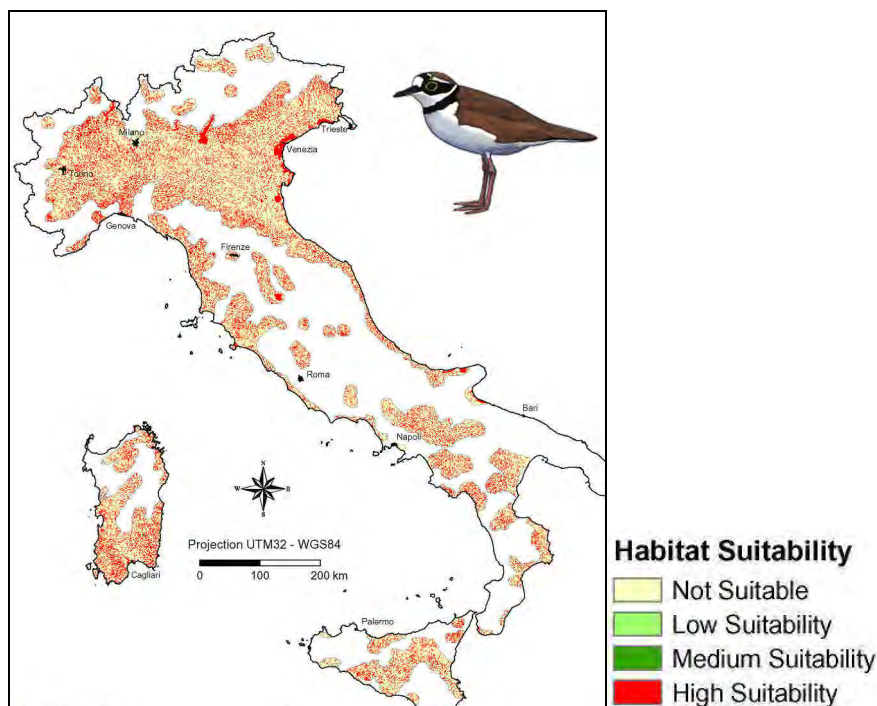 Milano
Trieste
Venezia
Torino
Genova
Firenze
Roma
Bari
Napoli
N
W
E
S
Projection UTM32 - WGS84
0 100 200 km
Cagliari
Palermo
Habitat Suitability
Not Suitable
Low Suitability
Medium Suitability
High Suitability